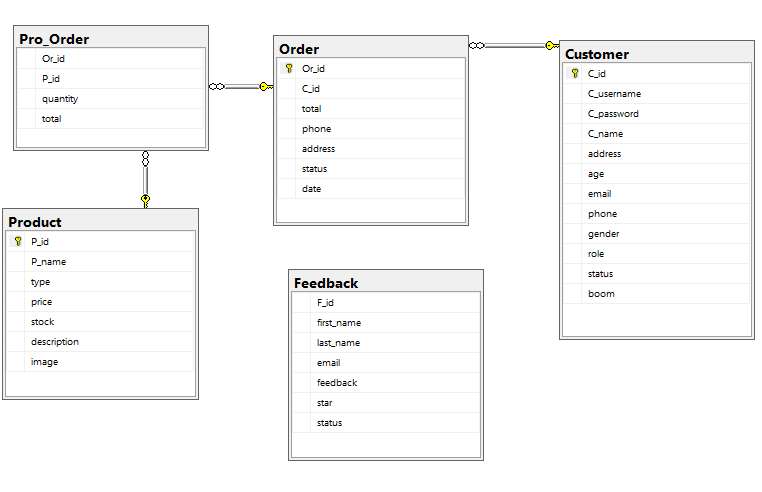 Pro_Order
Or_id
P_id
quantity
total
Order
Or_id
C_id
total
phone
address
status
date
Customer
C_id
C_username
C_password
C_name
address
age
email
phone
gender
role
status
boom
Product
P_id
P_name
type
price
stock
description
image
Feedback
F_id
first_name
last_name
email
feedback
star
status